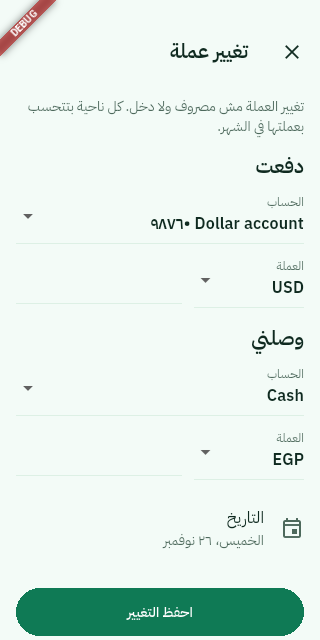 DEBUG
تغيير عملة
تغيير العملة مش مصروف ولا دخل. كل ناحية بتتحسب
بعملتها في الشهر.
دفعت
الحساب
Dollar account •٩٨٧٦
العملة
USD
وصلني
الحساب
Cash
العملة
EGP
التاريخ
الخميس، ٢٦ نوفمبر
احفظ التغيير